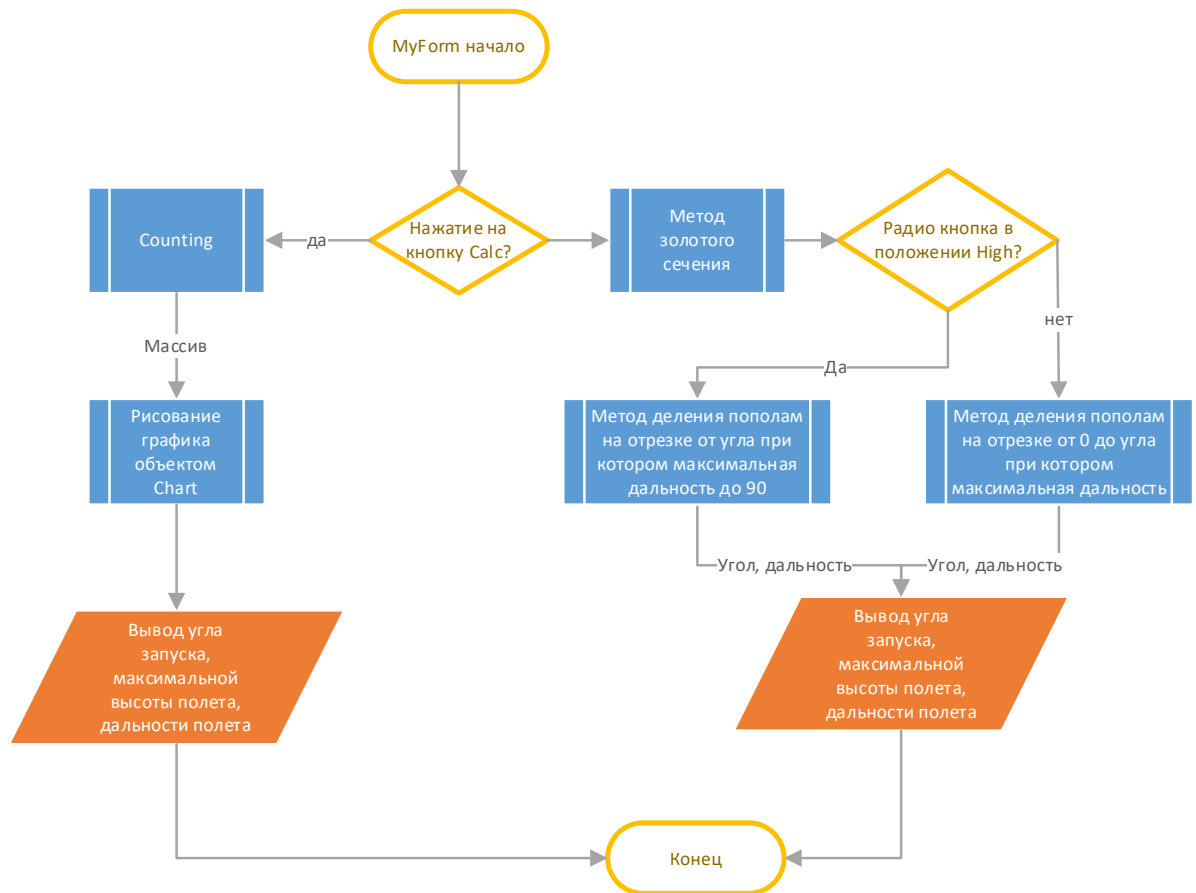 MyForm начало
Нажатие на
кнопку Calc?
да
Counting
Массив
Рисование
графика
объектом
Chart
Вывод угла
запуска,
максимальной
высоты полета,
дальности полета
Метод
золотого
сечения
Радио кнопка в
положении High?
Да
нет
Метод деления пополам
на отрезке от угла при
котором максимальная
дальность до 90
Метод деления пополам
на отрезке от 0 до угла
при котором
максимальная дальность
Угол, дальность
Угол, дальность
Вывод угла
запуска,
максимальной
высоты полета,
дальности полета
Конец